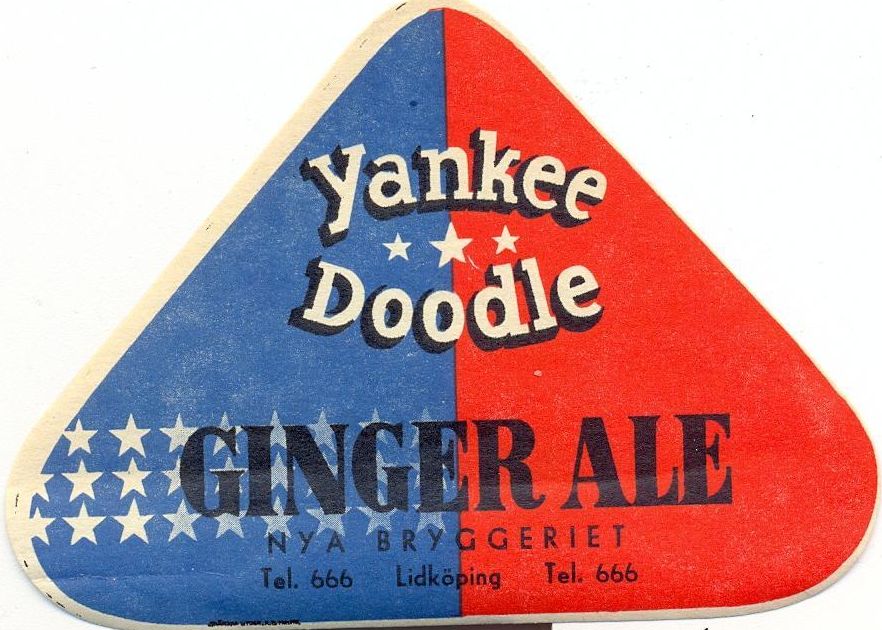 Yankee
Doodle
GINGER ALE
NYA BRYGGERIET
Tel. 666 Lidköping Tel. 666